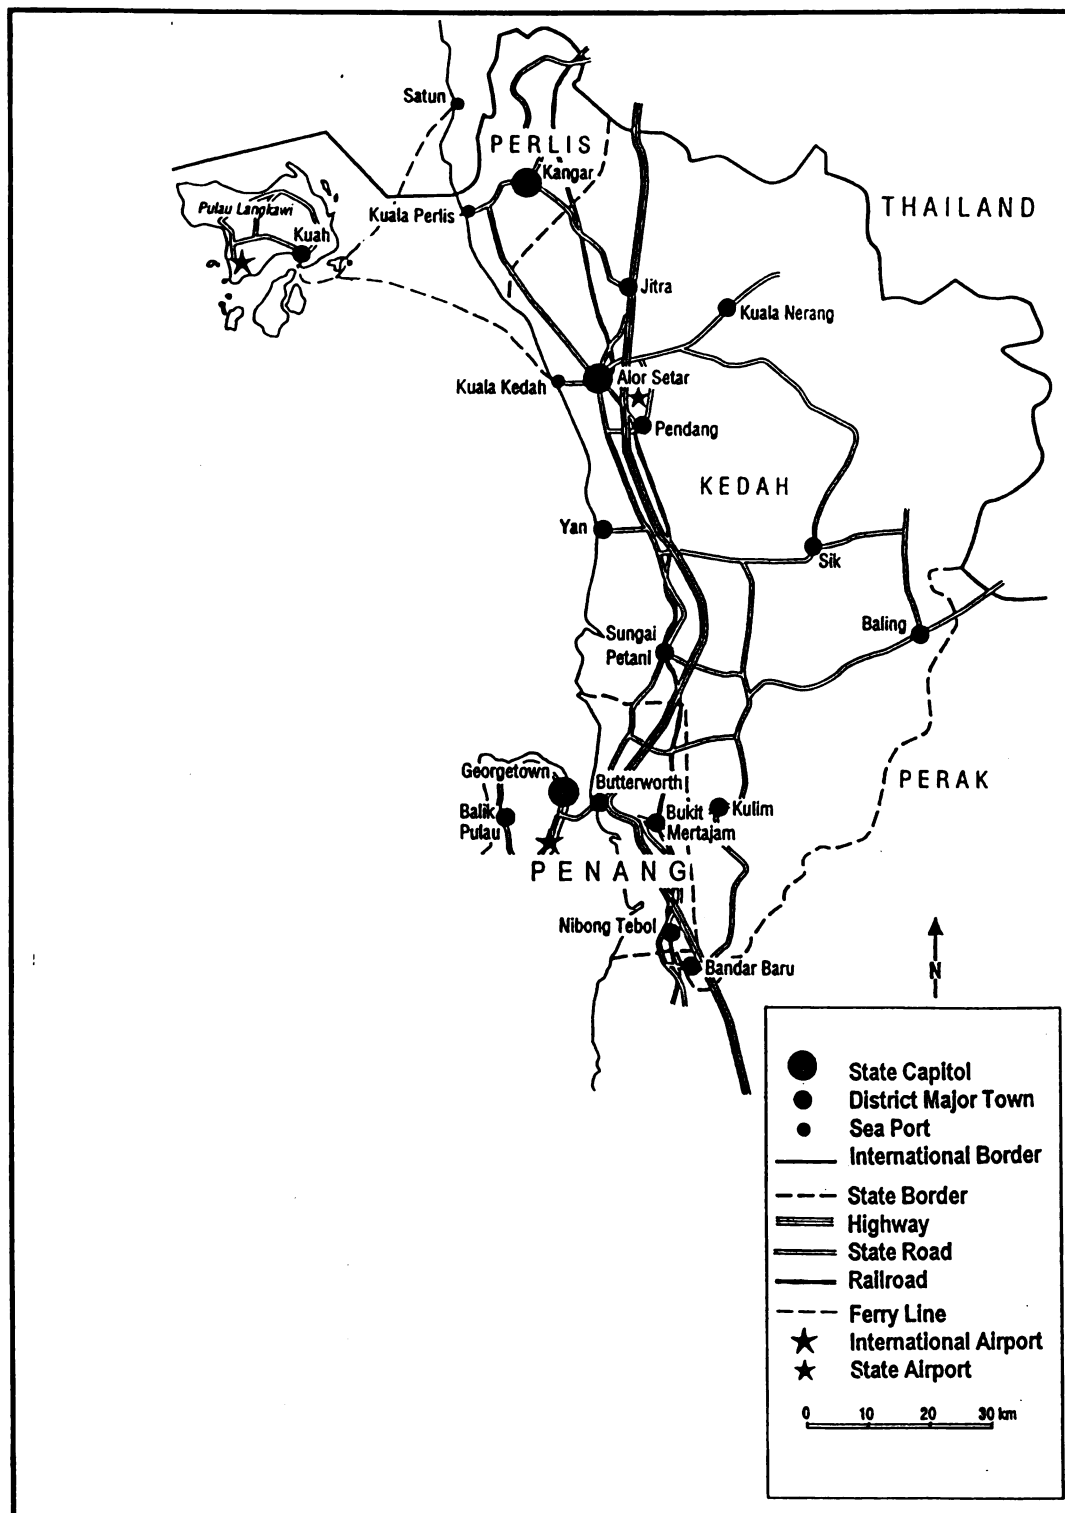 Satun
PERLIS
Kangar
THAILAND
Pulau Langkawi
Kuala Perlis
Kuah
Jitra
Kuala Nerang
Alor Setar
Kuala Kedah
Pendang
KEDAH
Yan
Sik
Baling
Sungai
Petani
Georgetown
Butterworth
PERAK
Balik
Pulau
Bukit
Mertajam
Kulim
PENANG
Nibong Tebol
Bandar Baru
N
State Capitol
District Major Town
Sea Port
International Border
State Border
Highway
State Road
Railroad
Ferry Line
International Airport
State Airport
0 10 20 30 km